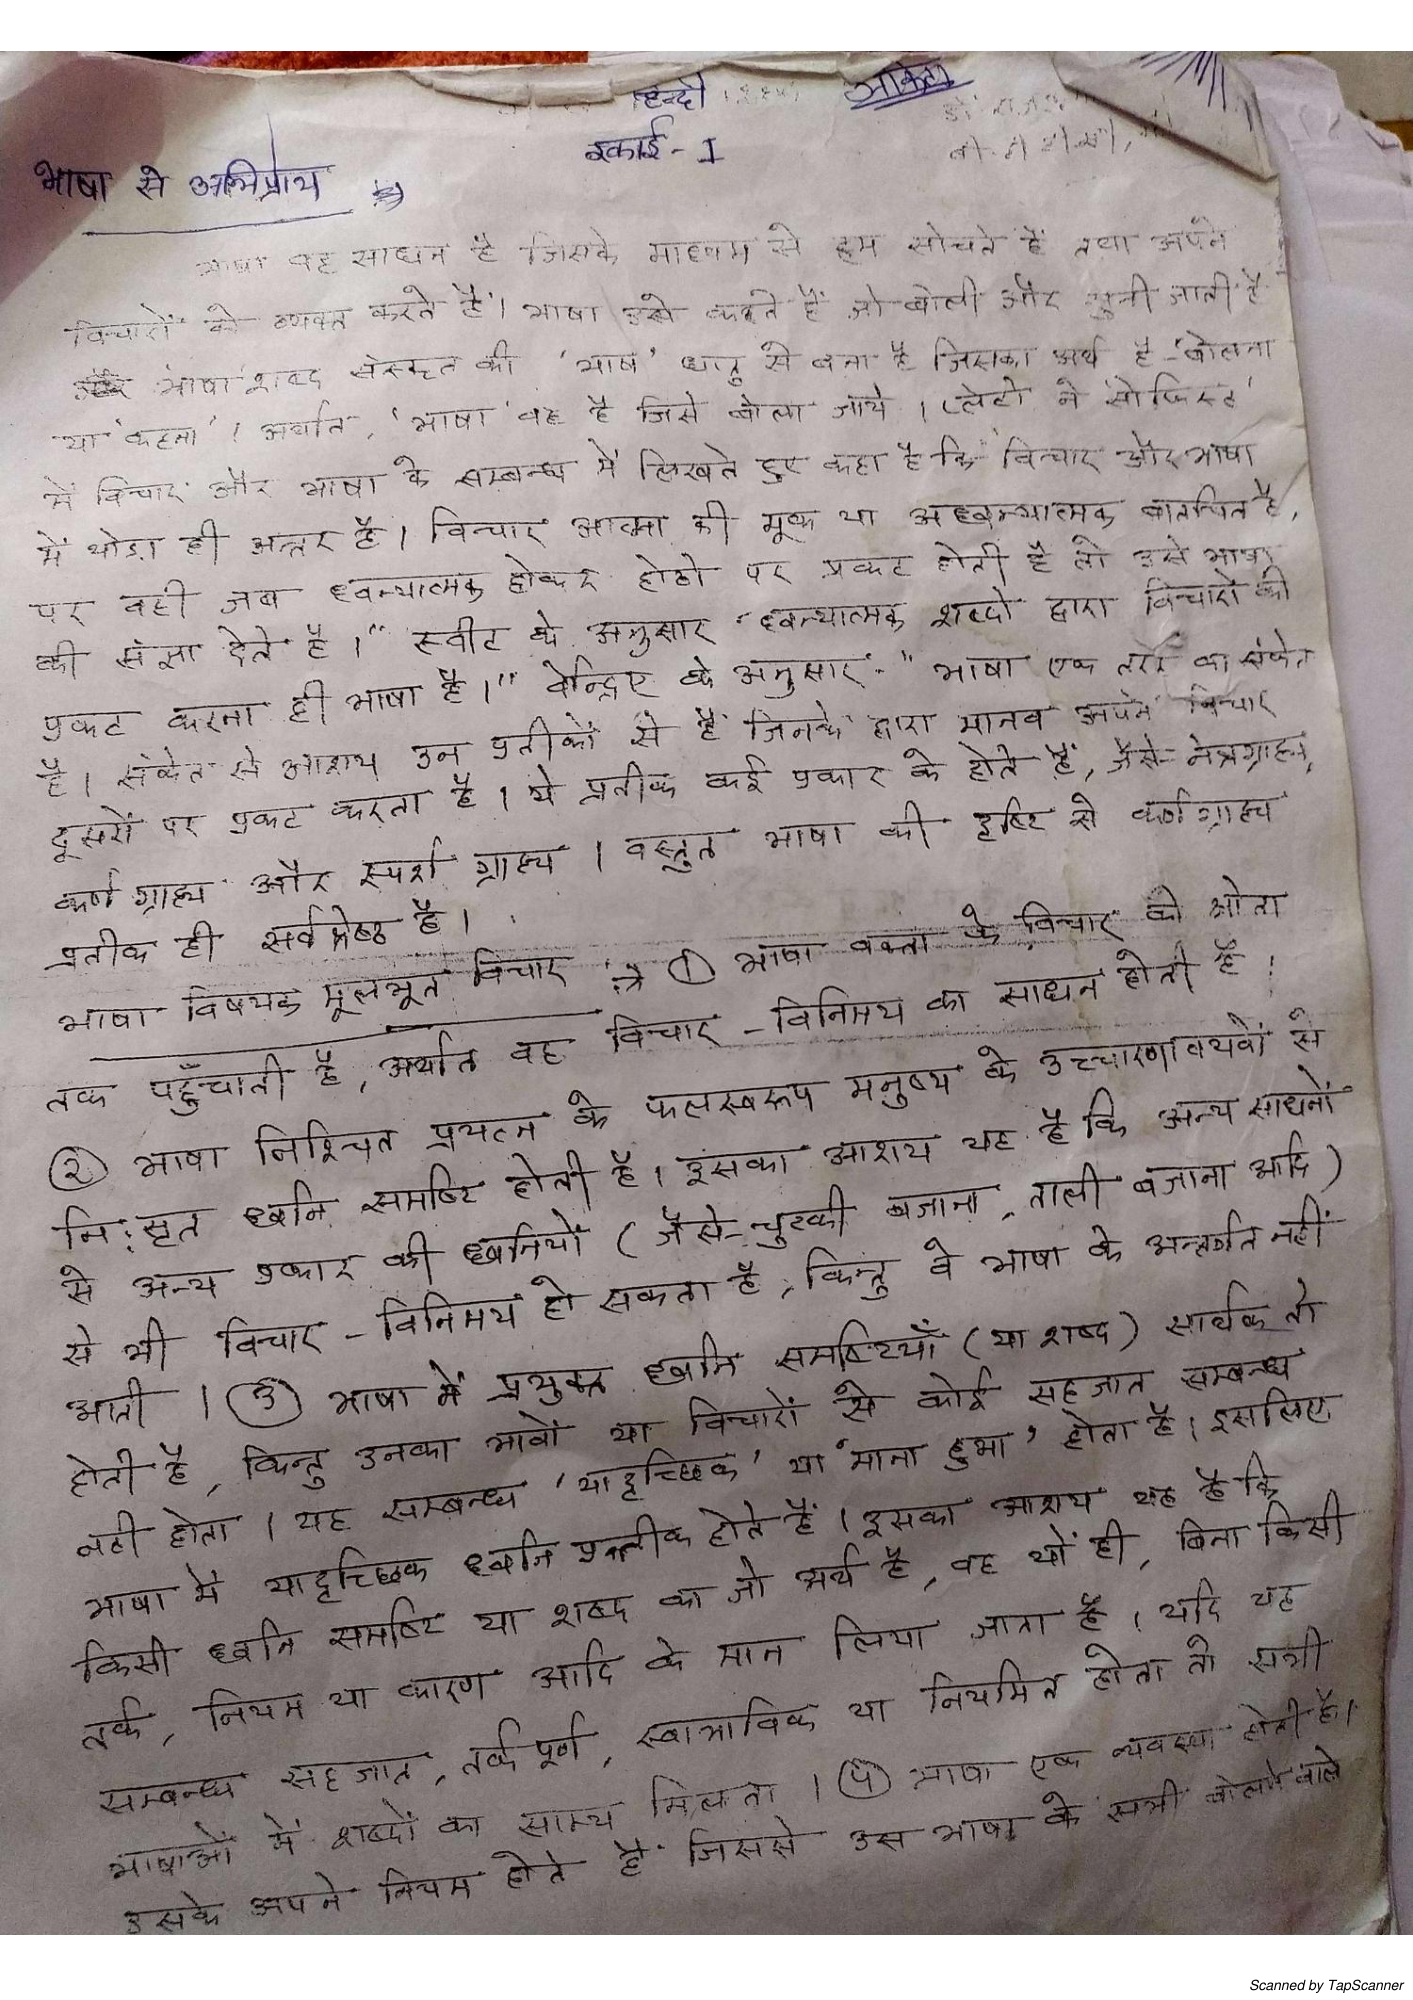 हिन्दी
इकाई - I
भाषा से अभिप्राय
भाषा वह साधन है जिसके माध्यम से हम सोचते हैं तथा अपने
विचारों को व्यक्त करते हैं। भाषा उसे कहते हैं जो बोली और सुनी जाती है
भाषा शब्द संस्कृत की 'भाष' धातु से बना है जिसका अर्थ है - 'बोलना
या 'कहना'। अर्थात, 'भाषा' वह है जिसे बोला जाये। प्लेटो ने 'सोफिस्ट'
में विचार और भाषा के सम्बन्ध में लिखते हुए कहा है कि 'विचार और भाषा
में थोड़ा ही अन्तर है। विचार आत्मा की मूक या अध्वन्यात्मक बातचित है,
पर वही जब ध्वन्यात्मक होकर होठो पर प्रकट होती है तो उसे भाषा
की संज्ञा देते है।" स्वीट के अनुसार "ध्वन्यात्मक शब्दो द्वारा विचारों को
प्रकट करना ही भाषा है।" वेन्द्रिए के अनुसार - " भाषा एक तरह का संकेत
है। संकेत से आशय उन प्रतीकों से है जिनके द्वारा मानव अपने विचार
दूसरों पर प्रकट करता है। ये प्रतीक कई प्रकार के होते हैं, जैसे- नेत्रग्राह्य,
कर्ण ग्राह्य और स्पर्श ग्राह्य। वस्तुत भाषा की दृष्टि से कर्ण ग्राह्य
प्रतीक ही सर्वश्रेष्ठ है।
भाषा विषयक मूलभूत विचार :→ ① भाषा वक्ता के विचार को श्रोता
तक पहुँचाती है, अर्थात वह विचार - विनिमय का साधन होती है।
② भाषा निश्चित प्रयत्न के फलस्वरूप मनुष्य के उच्चारणावयवों से
निःसृत ध्वनि समष्टि होती है। इसका आशय यह है कि अन्य साधनों
से अन्य प्रकार की ध्वनियों (जैसे- चुटकी बजाना, ताली बजाना आदि)
से भी विचार - विनिमय हो सकता है, किन्तु वे भाषा के अन्तर्गत नहीं
आती। ③ भाषा में प्रयुक्त ध्वनि समष्टियाँ (या शब्द) सार्थक तो
होती है, किन्तु उनका भावों या विचारों से कोई सहजात सम्बन्ध
नही होता। यह सम्बन्ध 'यादृच्छिक' या 'माना हुआ' होता है। इसलिए
भाषा में यादृच्छिक ध्वनि प्रतीक होते हैं। इसका आशय यह है कि
किसी ध्वनि समष्टि या शब्द का जो अर्थ है, वह यों ही, बिना किसी
तर्क, नियम या कारण आदि के मान लिया जाता है। यदि यह
सम्बन्ध सहजात, तर्कपूर्ण, स्वाभाविक या नियमित होता तो सभी
भाषाओं में शब्दों का साम्य मिलता। ④ भाषा एक व्यवस्था होती है।
उसके अपने नियम होते हैं जिससे उस भाषा के सभी बोलने वाले
Scanned by TapScanner